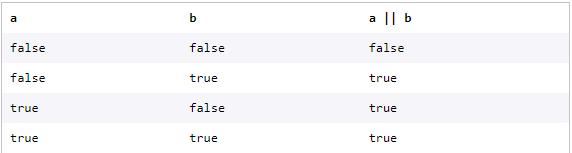 a b a || b
false false false
false true true
true false true
true true true